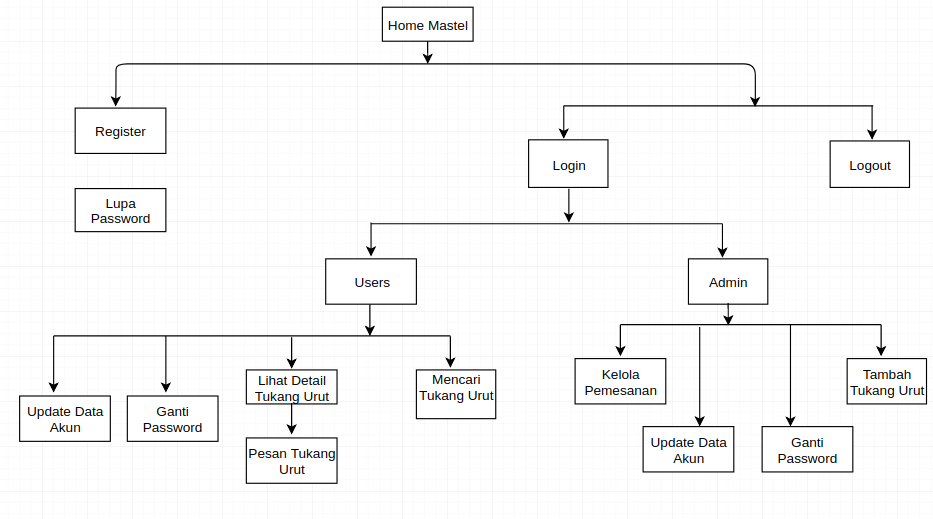 Home Mastel
Register
Login
Logout
Lupa
Password
Users
Admin
Update Data
Akun
Ganti
Password
Lihat Detail
Tukang Urut
Mencari
Tukang Urut
Pesan Tukang
Urut
Kelola
Pemesanan
Tambah
Tukang Urut
Update Data
Akun
Ganti
Password